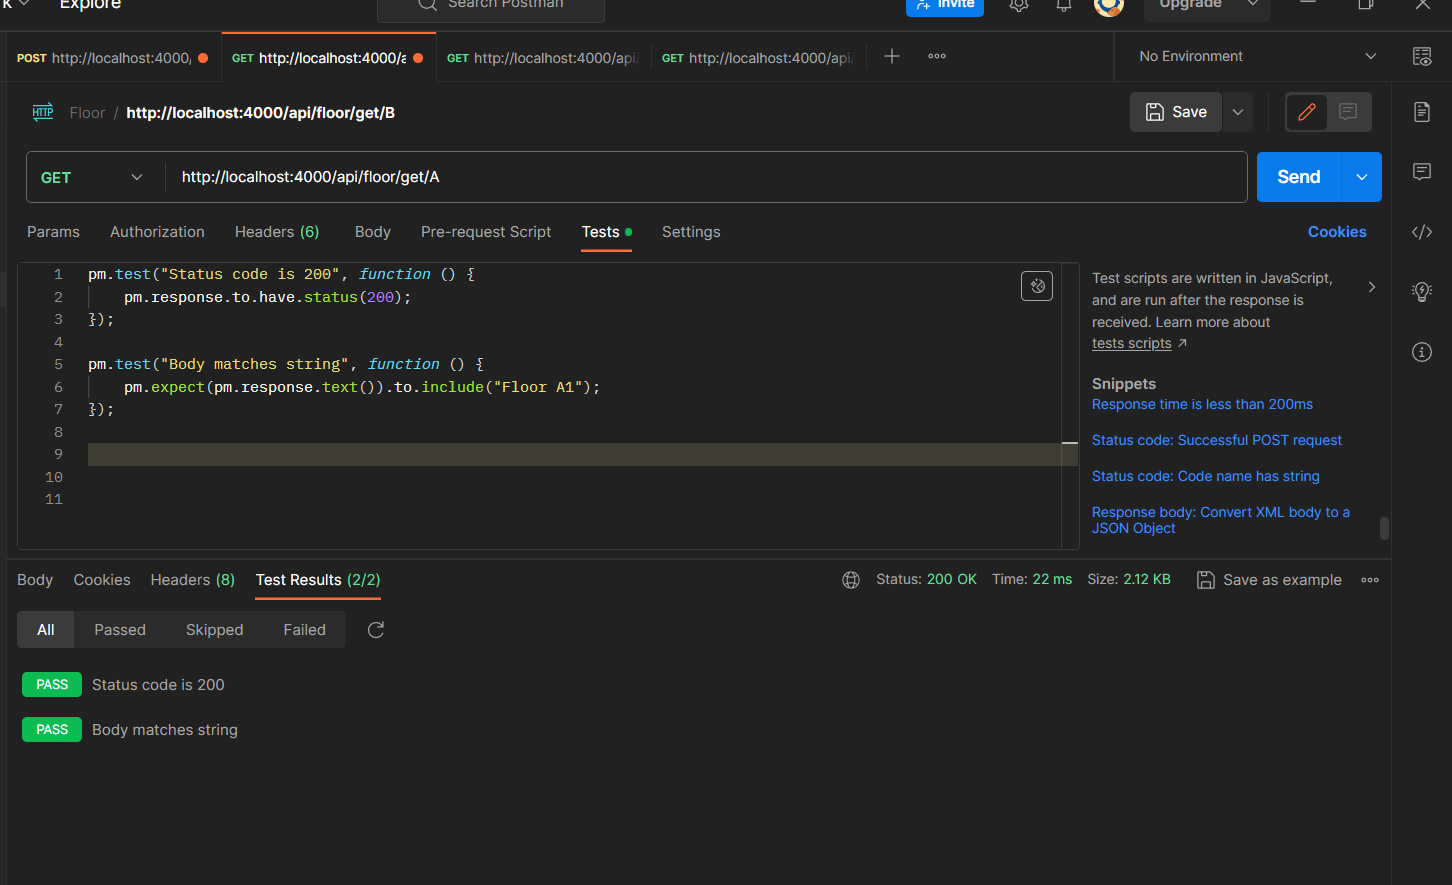 Explore
Search Postman
Invite
Upgrade
POST http://localhost:4000,
GET http://localhost:4000/a
GET http://localhost:4000/api/
GET http://localhost:4000/api/
No Environment
HTTP Floor / http://localhost:4000/api/floor/get/B
Save
GET http://localhost:4000/api/floor/get/A
Send
Params Authorization Headers (6) Body Pre-request Script Tests Settings
Cookies
1 pm.test("Status code is 200", function () {
2 pm.response.to.have.status(200);
3 });
4
5 pm.test("Body matches string", function () {
6 pm.expect(pm.response.text()).to.include("Floor A1");
7 });
8
9
10
11
Test scripts are written in JavaScript,
and are run after the response is
received. Learn more about
tests scripts ↗
Snippets
Response time is less than 200ms
Status code: Successful POST request
Status code: Code name has string
Response body: Convert XML body to a
JSON Object
Body Cookies Headers (8) Test Results (2/2)
Status: 200 OK Time: 22 ms Size: 2.12 KB
Save as example
All Passed Skipped Failed
PASS Status code is 200
PASS Body matches string